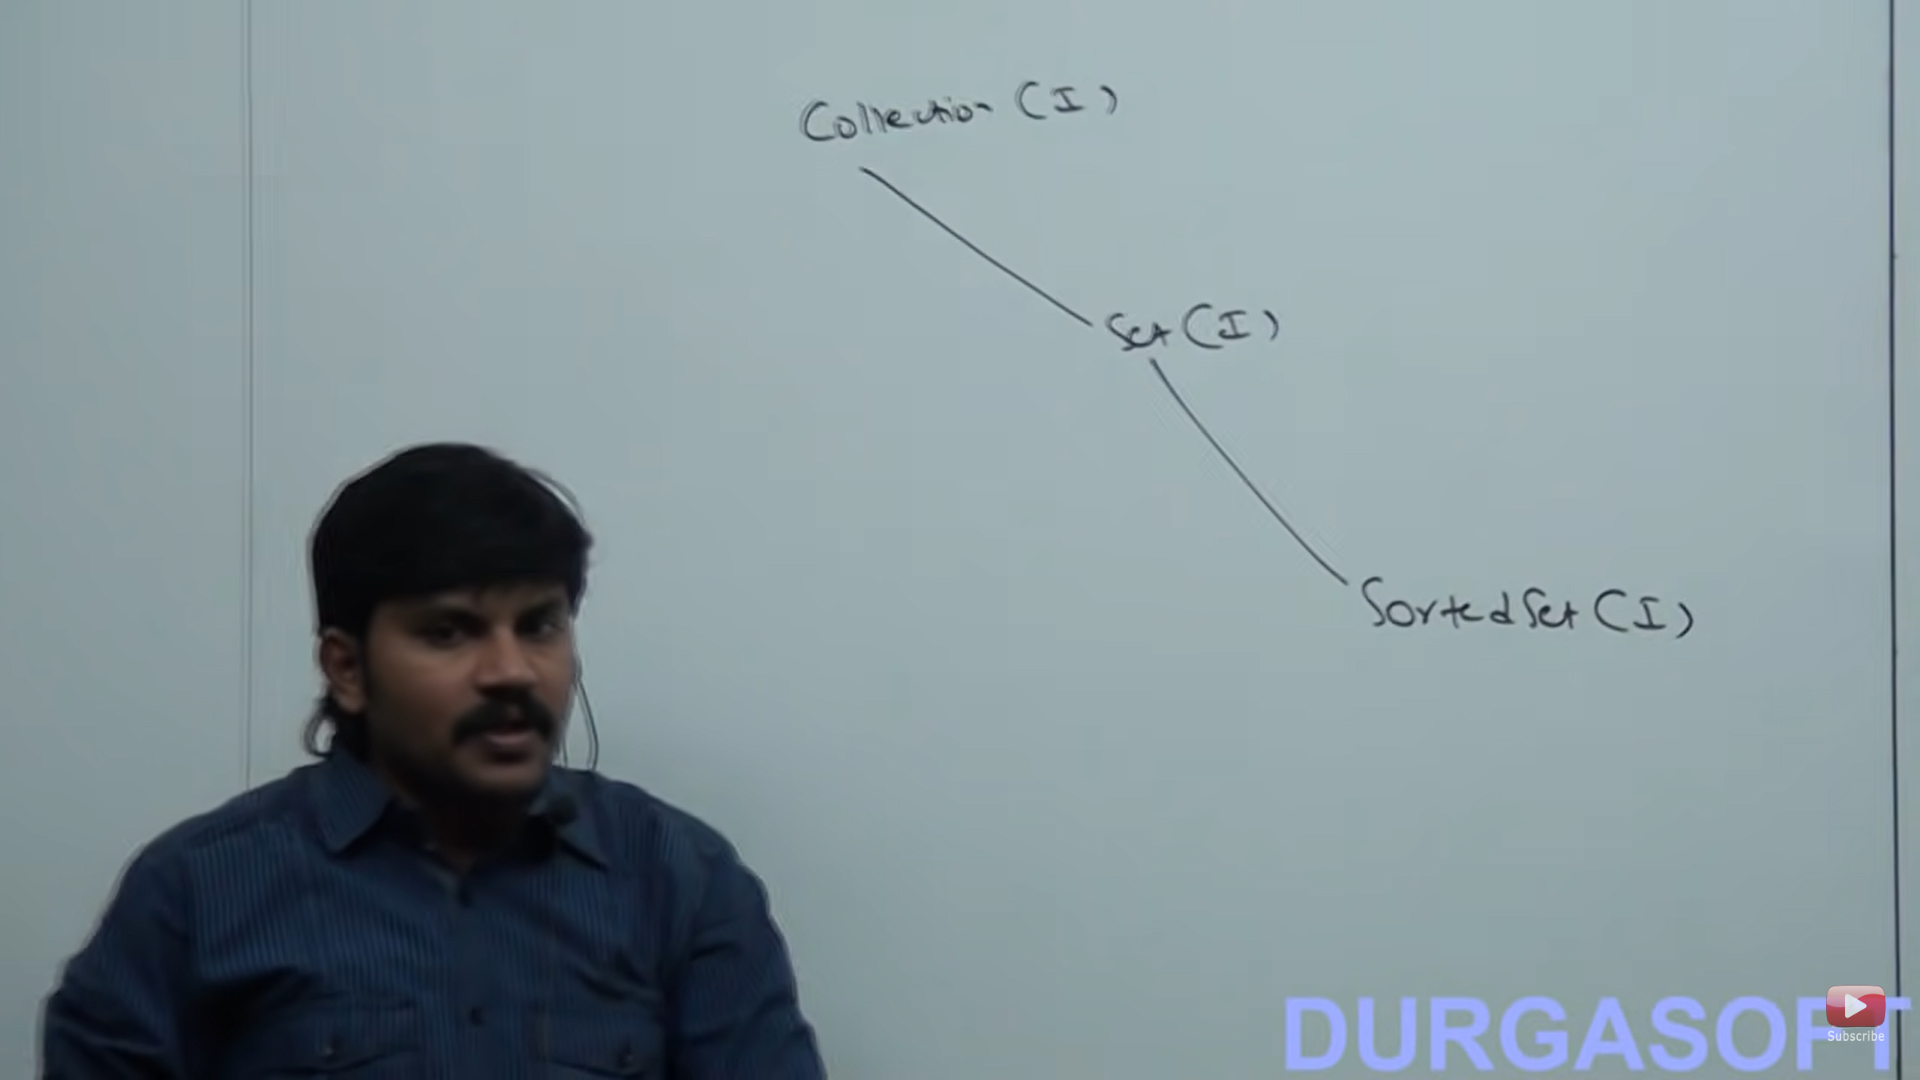 Collection (I)
Set (I)
SortedSet (I)
DURGASOFT
Subscribe